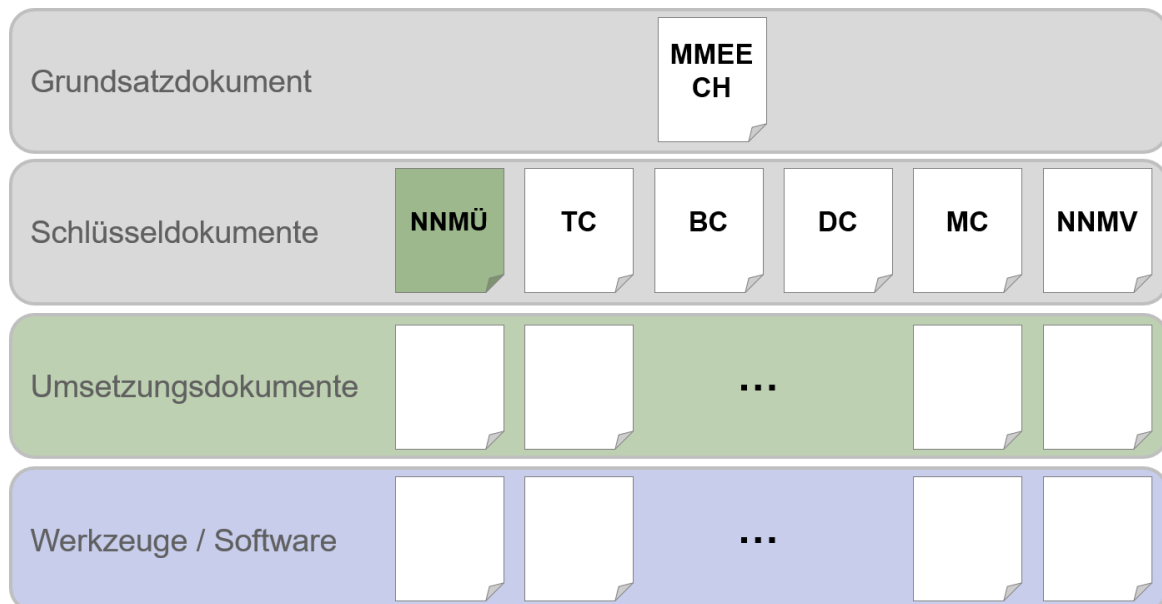 Grundsatzdokument
MMEE
CH
Schlüsseldokumente
NNMÜ TC BC DC MC NNMV
Umsetzungsdokumente
...
Werkzeuge / Software
...